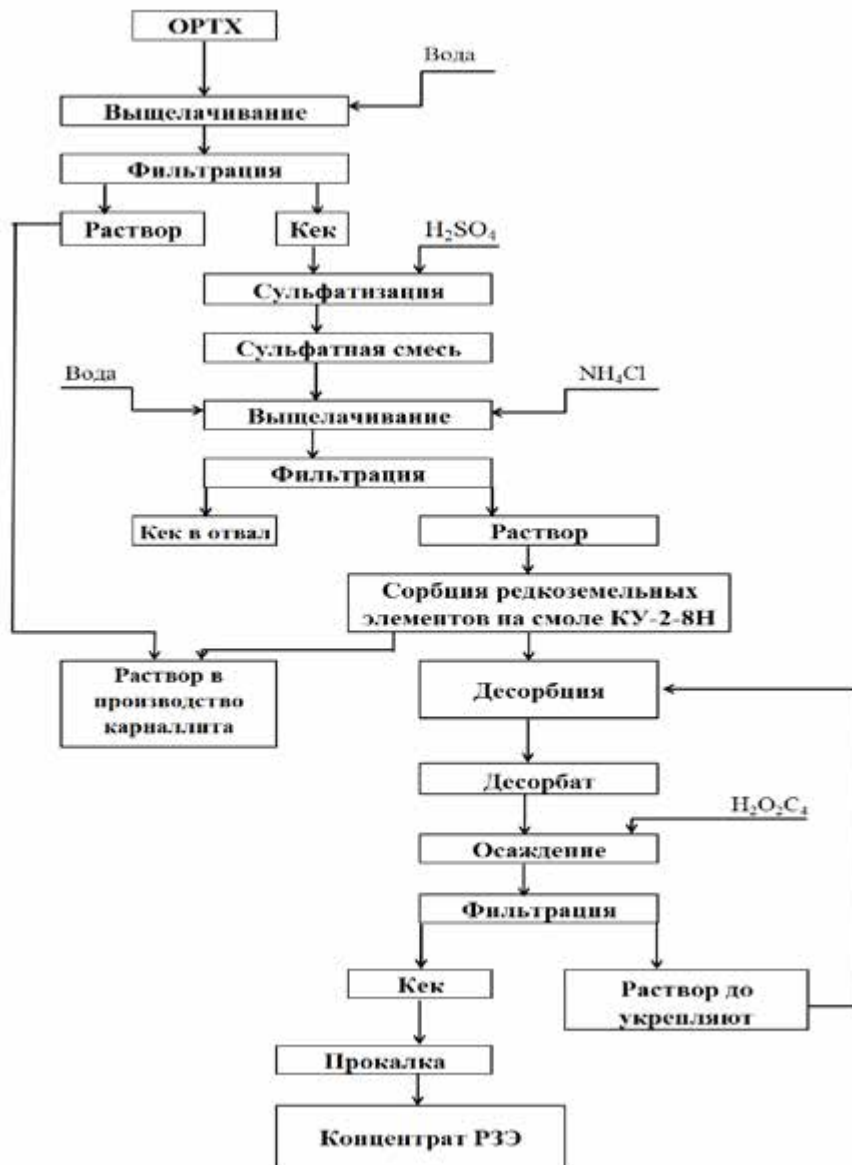 ОРТХ
Вода
Выщелачивание
Фильтрация
Раствор
Кек
H₂SO₄
Сульфатизация
Сульфатная смесь
Вода
NH₄Cl
Выщелачивание
Фильтрация
Кек в отвал
Раствор
Сорбция редкоземельных
элементов на смоле КУ-2-8Н
Раствор в
производство
карналлита
Десорбция
Десорбат
H₂O₂C₄
Осаждение
Фильтрация
Кек
Раствор до
укрепляют
Прокалка
Концентрат РЗЭ